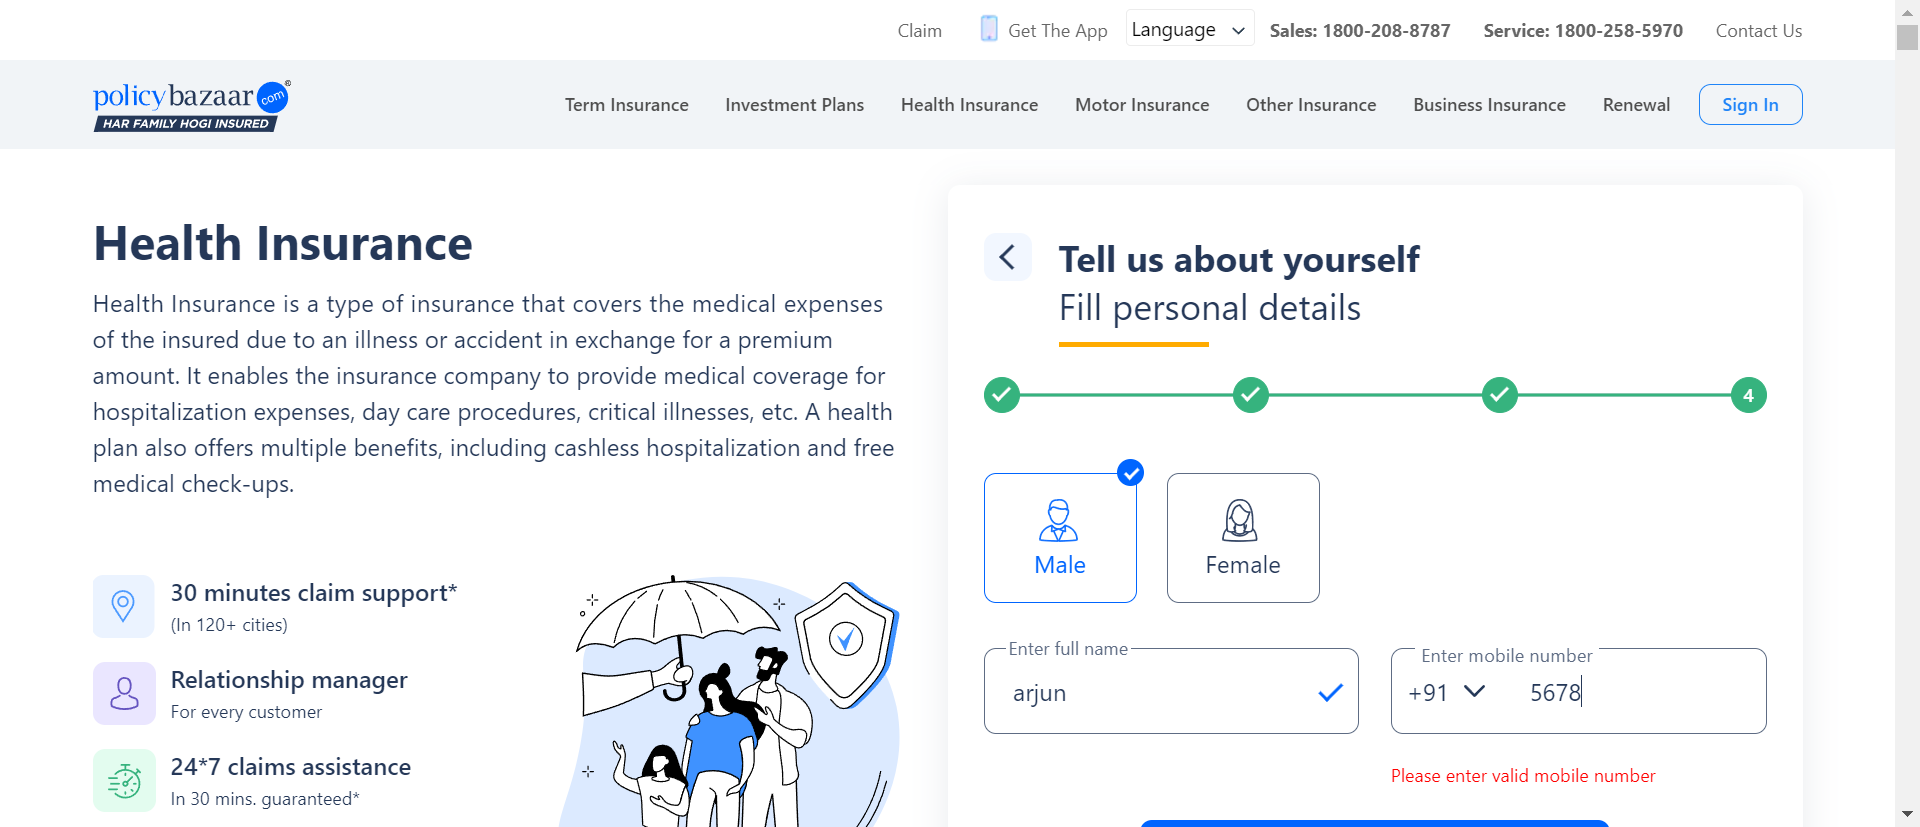 Claim
Get The App
Language
Sales: 1800-208-8787
Service: 1800-258-5970
Contact Us
policybazaar.com®
HAR FAMILY HOGI INSURED
Term Insurance
Investment Plans
Health Insurance
Motor Insurance
Other Insurance
Business Insurance
Renewal
Sign In
Health Insurance
Health Insurance is a type of insurance that covers the medical expenses
of the insured due to an illness or accident in exchange for a premium
amount. It enables the insurance company to provide medical coverage for
hospitalization expenses, day care procedures, critical illnesses, etc. A health
plan also offers multiple benefits, including cashless hospitalization and free
medical check-ups.
30 minutes claim support*
(In 120+ cities)
Relationship manager
For every customer
24*7 claims assistance
In 30 mins. guaranteed*
Tell us about yourself
Fill personal details
4
Male
Female
Enter full name
arjun
Enter mobile number
+91
5678
Please enter valid mobile number